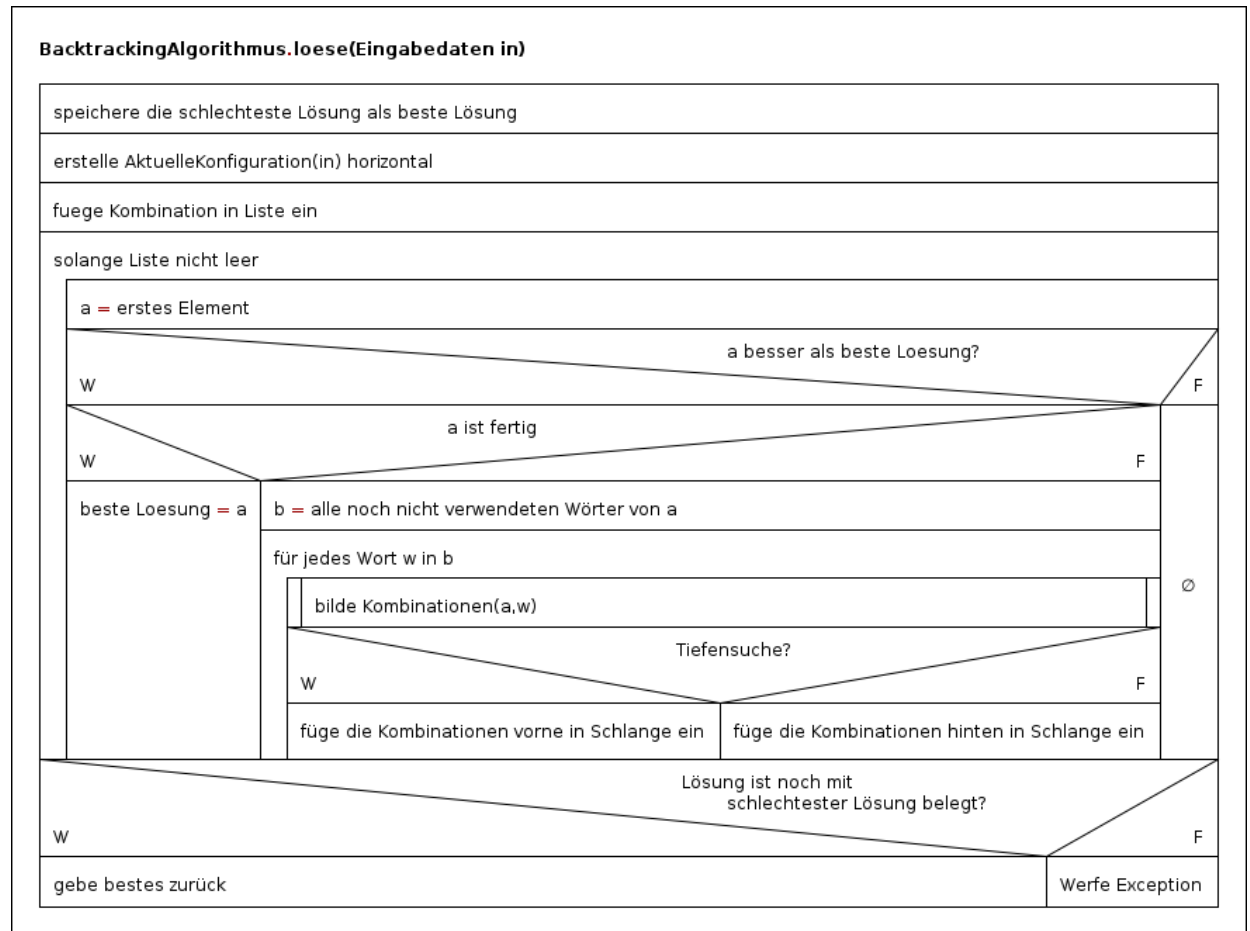 BacktrackingAlgorithmus.loese(Eingabedaten in)
speichere die schlechteste Lösung als beste Lösung
erstelle AktuelleKonfiguration(in) horizontal
fuege Kombination in Liste ein
solange Liste nicht leer
a = erstes Element
a besser als beste Loesung?
W
F
a ist fertig
W
F
beste Loesung = a
b = alle noch nicht verwendeten Wörter von a
für jedes Wort w in b
∅
bilde Kombinationen(a,w)
Tiefensuche?
W
F
füge die Kombinationen vorne in Schlange ein
füge die Kombinationen hinten in Schlange ein
Lösung ist noch mit
schlechtester Lösung belegt?
W
F
gebe bestes zurück
Werfe Exception